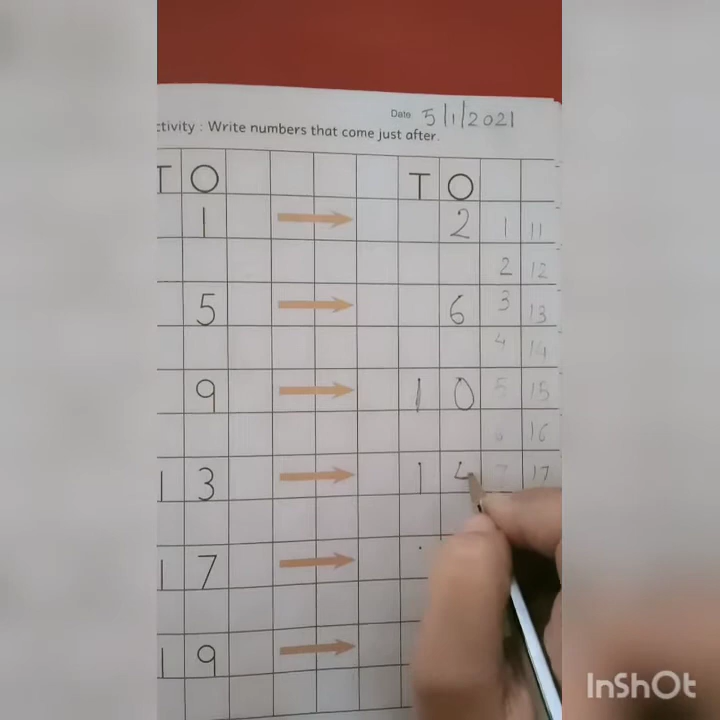 Date 5/1/2021
ctivity : Write numbers that come just after.
T O T O
1 2 1 11
2 12
5 6 3 13
4 14
9 10 5 15
16
13 14 7 17
17
19
InShOt